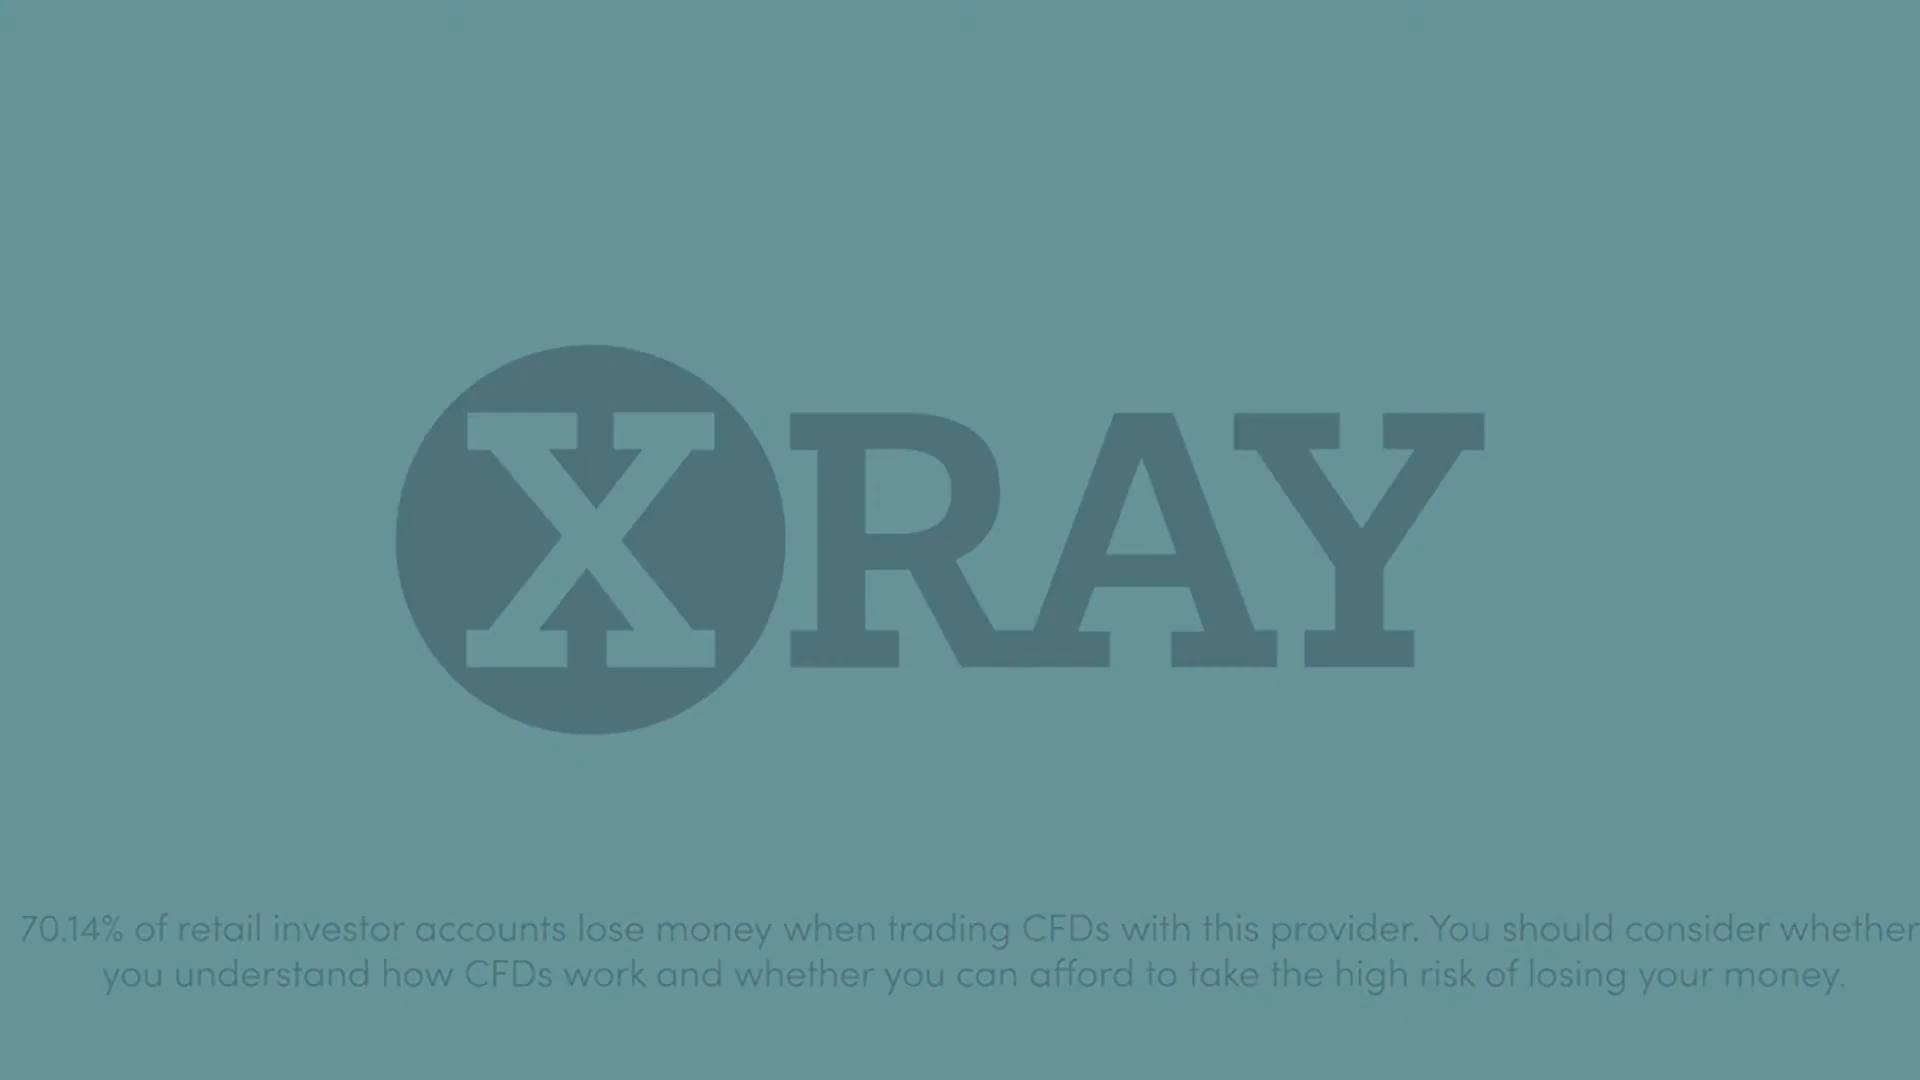 XRAY
70.14% of retail investor accounts lose money when trading CFDs with this provider. You should consider whether
you understand how CFDs work and whether you can afford to take the high risk of losing your money.